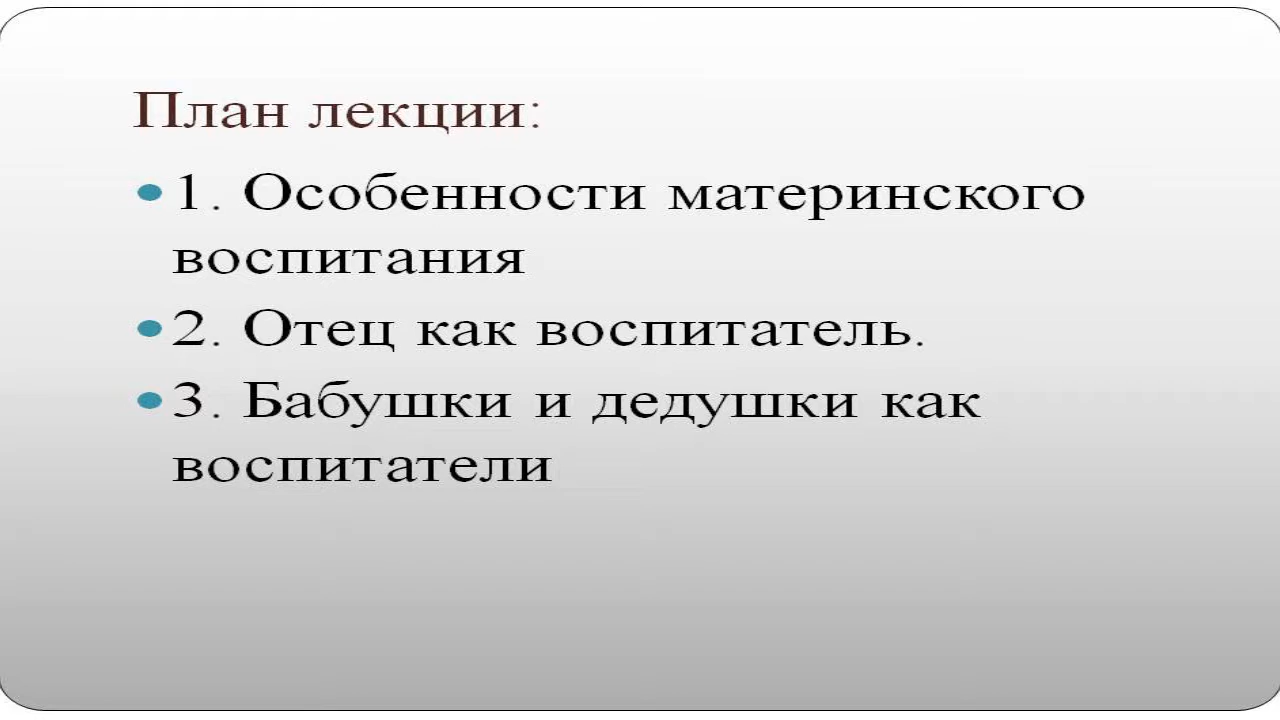 План лекции:
• 1. Особенности материнского
воспитания
• 2. Отец как воспитатель.
• 3. Бабушки и дедушки как
воспитатели